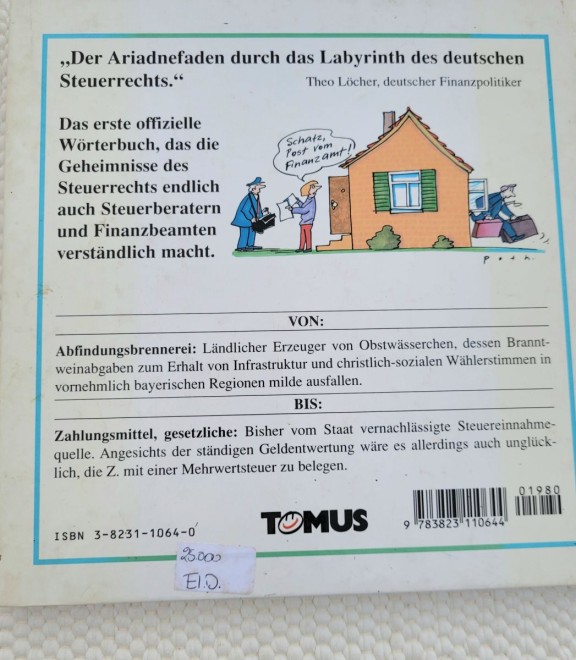 „Der Ariadnefaden durch das Labyrinth des deutschen
Steuerrechts.“
Theo Löcher, deutscher Finanzpolitiker
Das erste offizielle
Wörterbuch, das die
Geheimnisse des
Steuerrechts endlich
auch Steuerberatern
und Finanzbeamten
verständlich macht.
Schatz,
Post vom
Finanzamt!
P o t h.
VON:
Abfindungsbrennerei: Ländlicher Erzeuger von Obstwässerchen, dessen Brannt-
weinabgaben zum Erhalt von Infrastruktur und christlich-sozialen Wählerstimmen in
vornehmlich bayerischen Regionen milde ausfallen.
BIS:
Zahlungsmittel, gesetzliche: Bisher vom Staat vernachlässigte Steuereinnahme-
quelle. Angesichts der ständigen Geldentwertung wäre es allerdings auch unglück-
lich, die Z. mit einer Mehrwertsteuer zu belegen.
ISBN 3-8231-1064-0
TOMUS
01980
9 783823 110644
25.000
El.D.